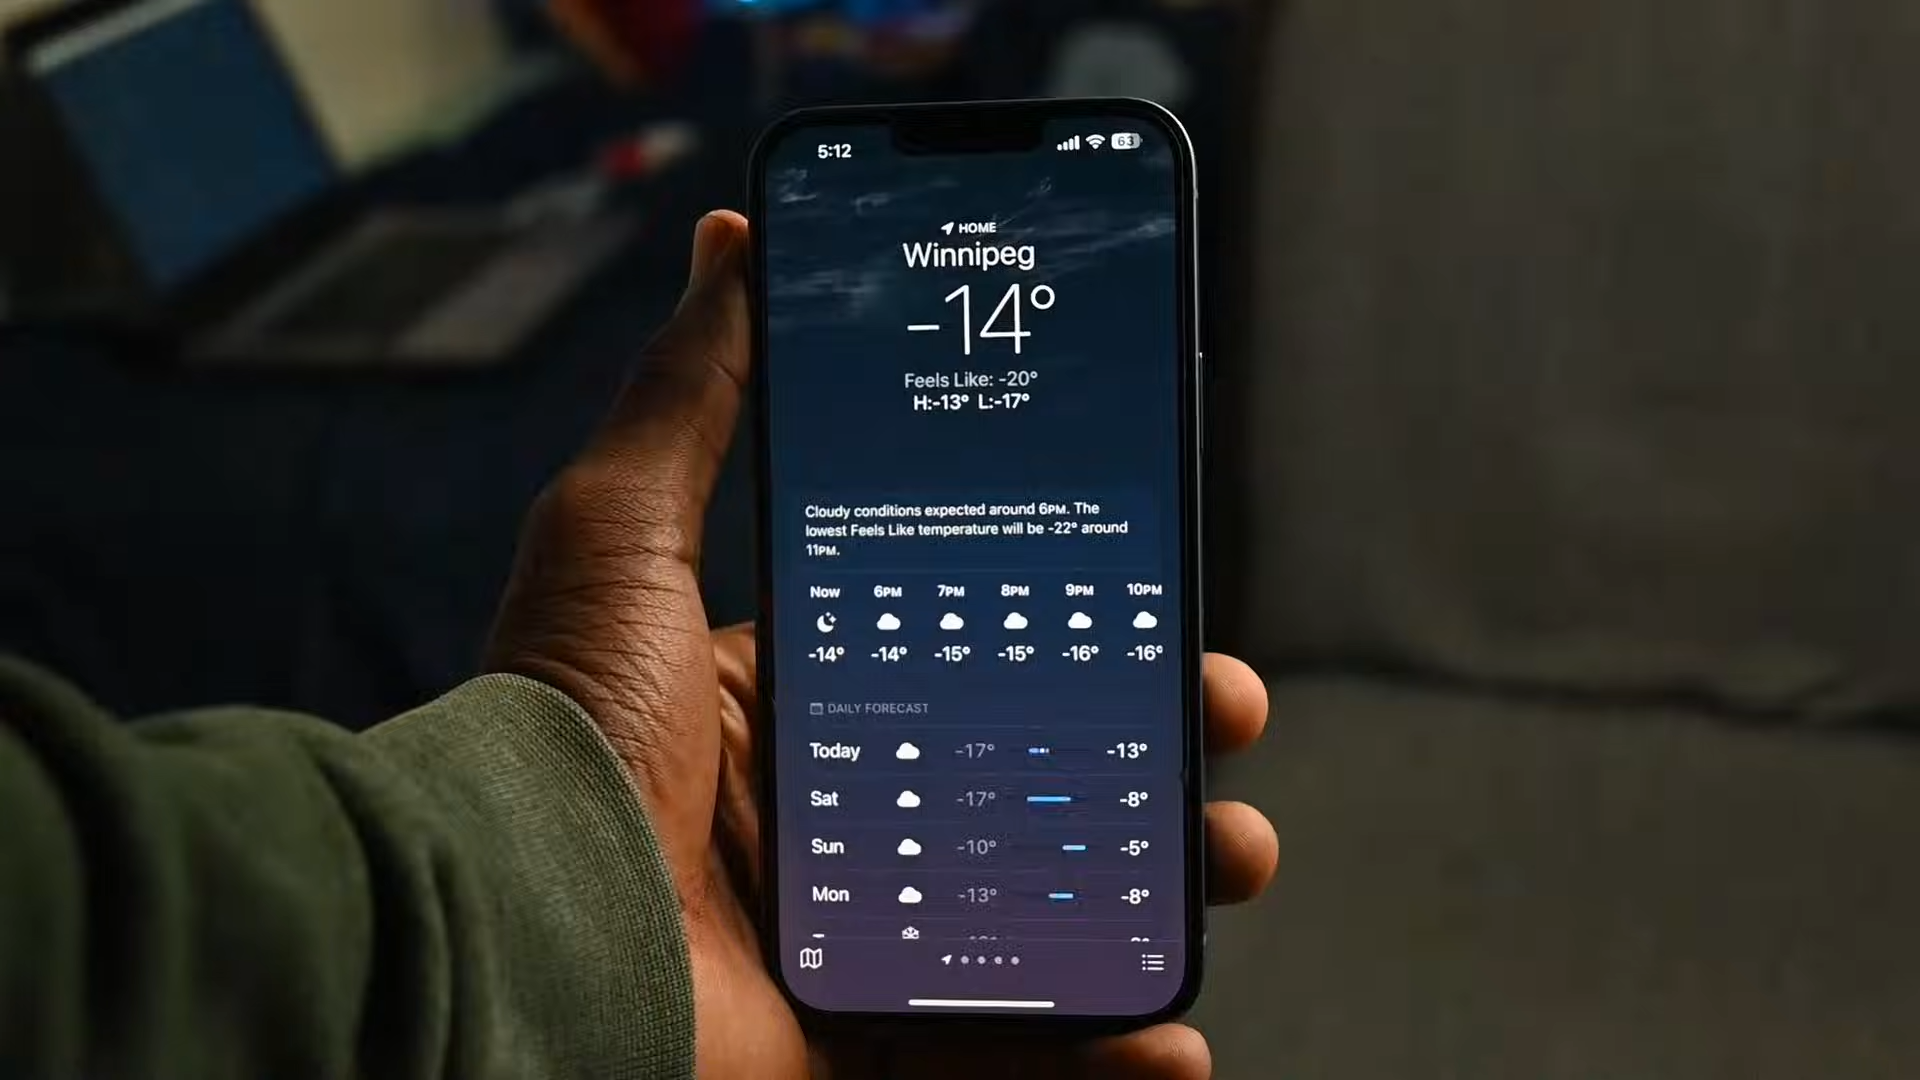 5:12
63
HOME
Winnipeg
-14°
Feels Like: -20°
H:-13° L:-17°
Cloudy conditions expected around 6PM. The
lowest Feels Like temperature will be -22° around
11PM.
Now 6PM 7PM 8PM 9PM 10PM
-14° -14° -15° -15° -16° -16°
DAILY FORECAST
Today -17° -13°
Sat -17° -8°
Sun -10° -5°
Mon -13° -8°